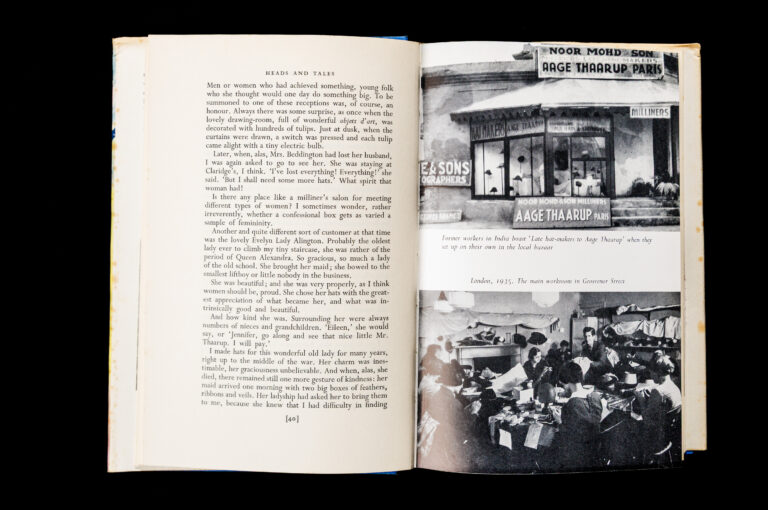 HEADS AND TALES
Men or women who had achieved something, young folk
who she thought would one day do something big. To be
summoned to one of these receptions was, of course, an
honour. Always there was some surprise, as once when the
lovely drawing-room, full of wonderful objets d'art, was
decorated with hundreds of tulips. Just at dusk, when the
curtains were drawn, a switch was pressed and each tulip
came alight with a tiny electric bulb.
Later, when, alas, Mrs. Beddington had lost her husband,
I was again asked to go to see her. She was staying at
Claridge's, I think. 'I've lost everything! Everything!' she
said. 'But I shall need some more hats.' What spirit that
woman had!
Is there any place like a milliner's salon for meeting
different types of women? I sometimes wonder, rather
irreverently, whether a confessional box gets as varied a
sample of femininity.
Another and quite different sort of customer at that time
was the lovely Evelyn Lady Alington. Probably the oldest
lady ever to climb my tiny staircase, she was rather of the
period of Queen Alexandra. So gracious, so much a lady
of the old school. She brought her maid; she bowed to the
smallest liftboy or little nobody in the business.
She was beautiful; and she was very properly, as I think
women should be, proud. She chose her hats with the great-
est appreciation of what became her, and what was in-
trinsically good and beautiful.
And how kind she was. Surrounding her were always
numbers of nieces and grandchildren. 'Eileen,' she would
say, or 'Jennifer, go along and see that nice little Mr.
Thaarup. I will pay.'
I made hats for this wonderful old lady for many years,
right up to the middle of the war. Her charm was ines-
timable, her graciousness unbelievable. And when, alas, she
died, there remained still one more gesture of kindness: her
maid arrived one morning with two big boxes of feathers,
ribbons and veils. Her ladyship had asked her to bring them
to me, because she knew that I had difficulty in finding
[40]
NOOR MOHD & SON
HAT MAKERS
AAGE THAARUP PARIS
MILLINERS
HAT MAKERS AAGE THAARUP
E & SONS
OGRAPHERS
NOOR MOHD & SON MILLINERS
AAGE THAARUP PARIS
Former workers in India boast 'Late hat-makers to Aage Thaarup' when they
set up on their own in the local bazaar
London, 1935. The main workroom in Grosvenor Street